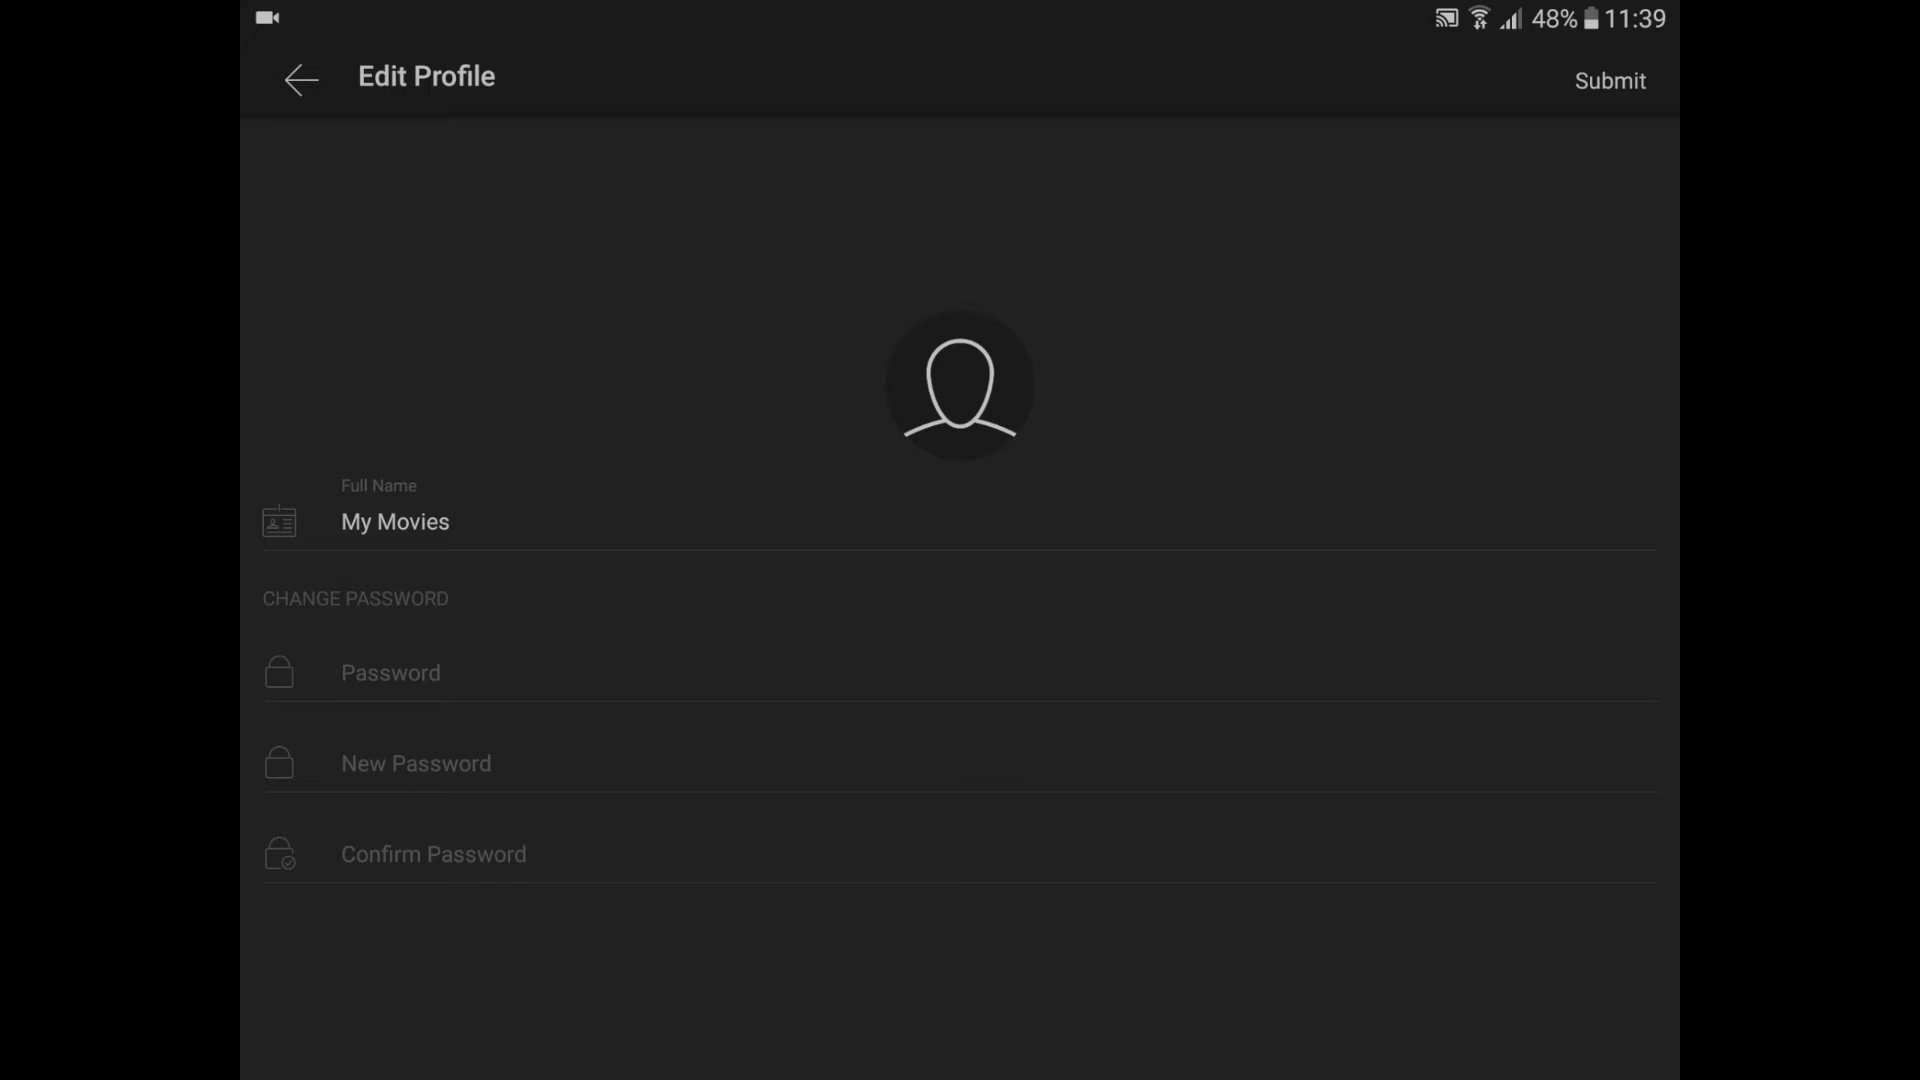 48% 11:39
Edit Profile
Submit
Full Name
My Movies
CHANGE PASSWORD
Password
New Password
Confirm Password